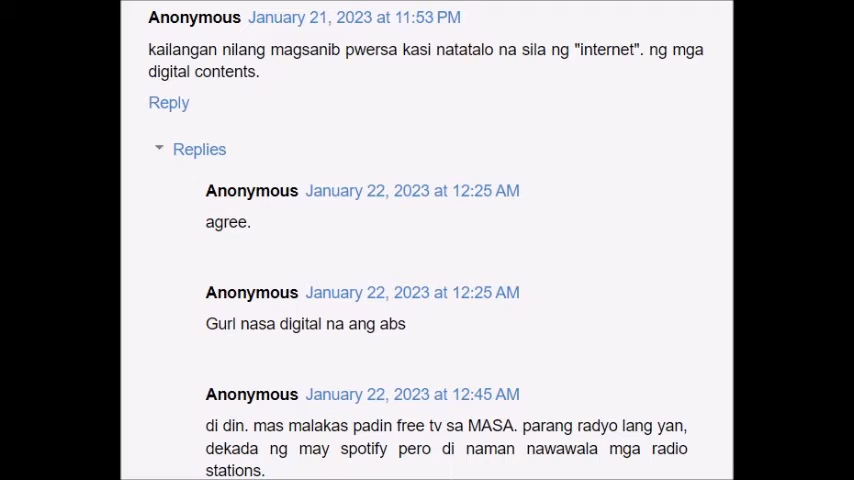 Anonymous January 21, 2023 at 11:53 PM
kailangan nilang magsanib pwersa kasi natatalo na sila ng "internet". ng mga
digital contents.
Reply
Replies
Anonymous January 22, 2023 at 12:25 AM
agree.
Anonymous January 22, 2023 at 12:25 AM
Gurl nasa digital na ang abs
Anonymous January 22, 2023 at 12:45 AM
di din. mas malakas padin free tv sa MASA. parang radyo lang yan,
dekada ng may spotify pero di naman nawawala mga radio
stations.